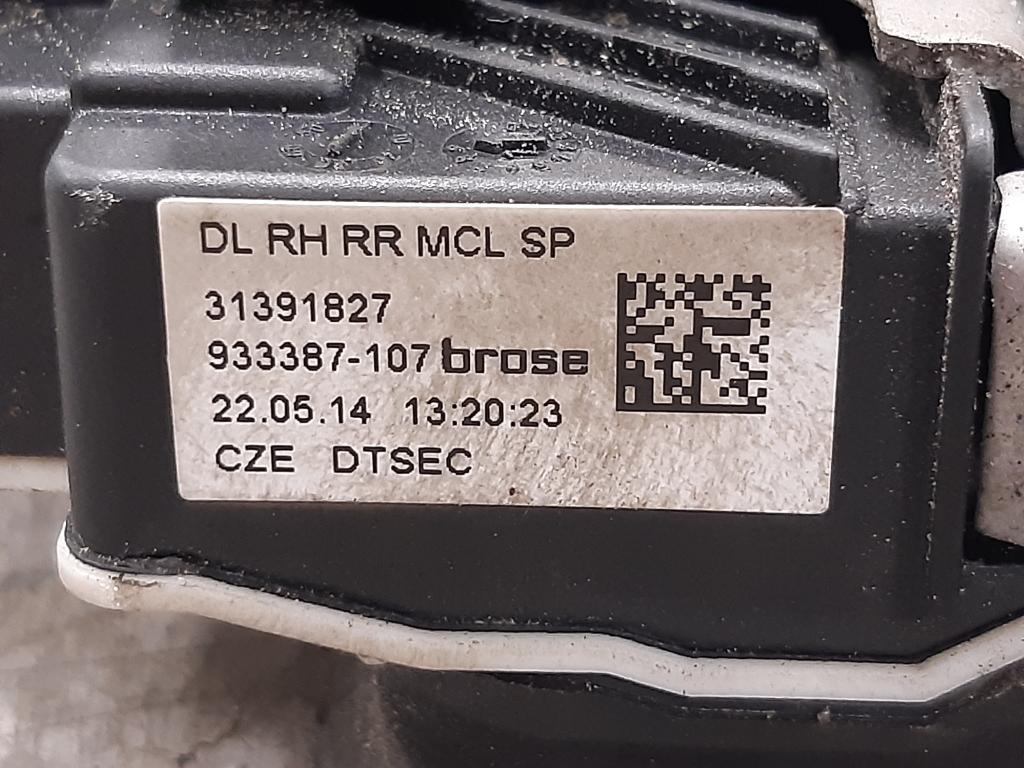 DL RH RR MCL SP
31391827
933387-107 brose
22.05.14 13:20:23
CZE DTSEC